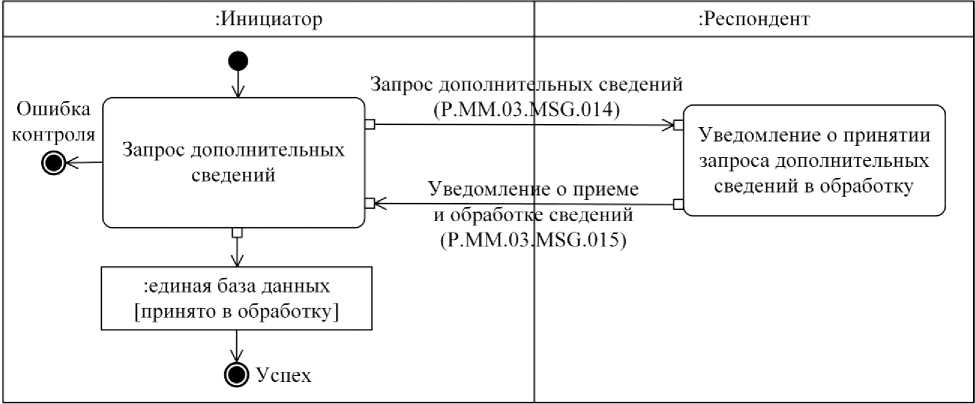 :Инициатор
:Респондент
Ошибка
контроля
Запрос дополнительных
сведений
Запрос дополнительных сведений
(P.MM.03.MSG.014)
Уведомление о принятии
запроса дополнительных
сведений в обработку
Уведомление о приеме
и обработке сведений
(P.MM.03.MSG.015)
:единая база данных
[принято в обработку]
Успех